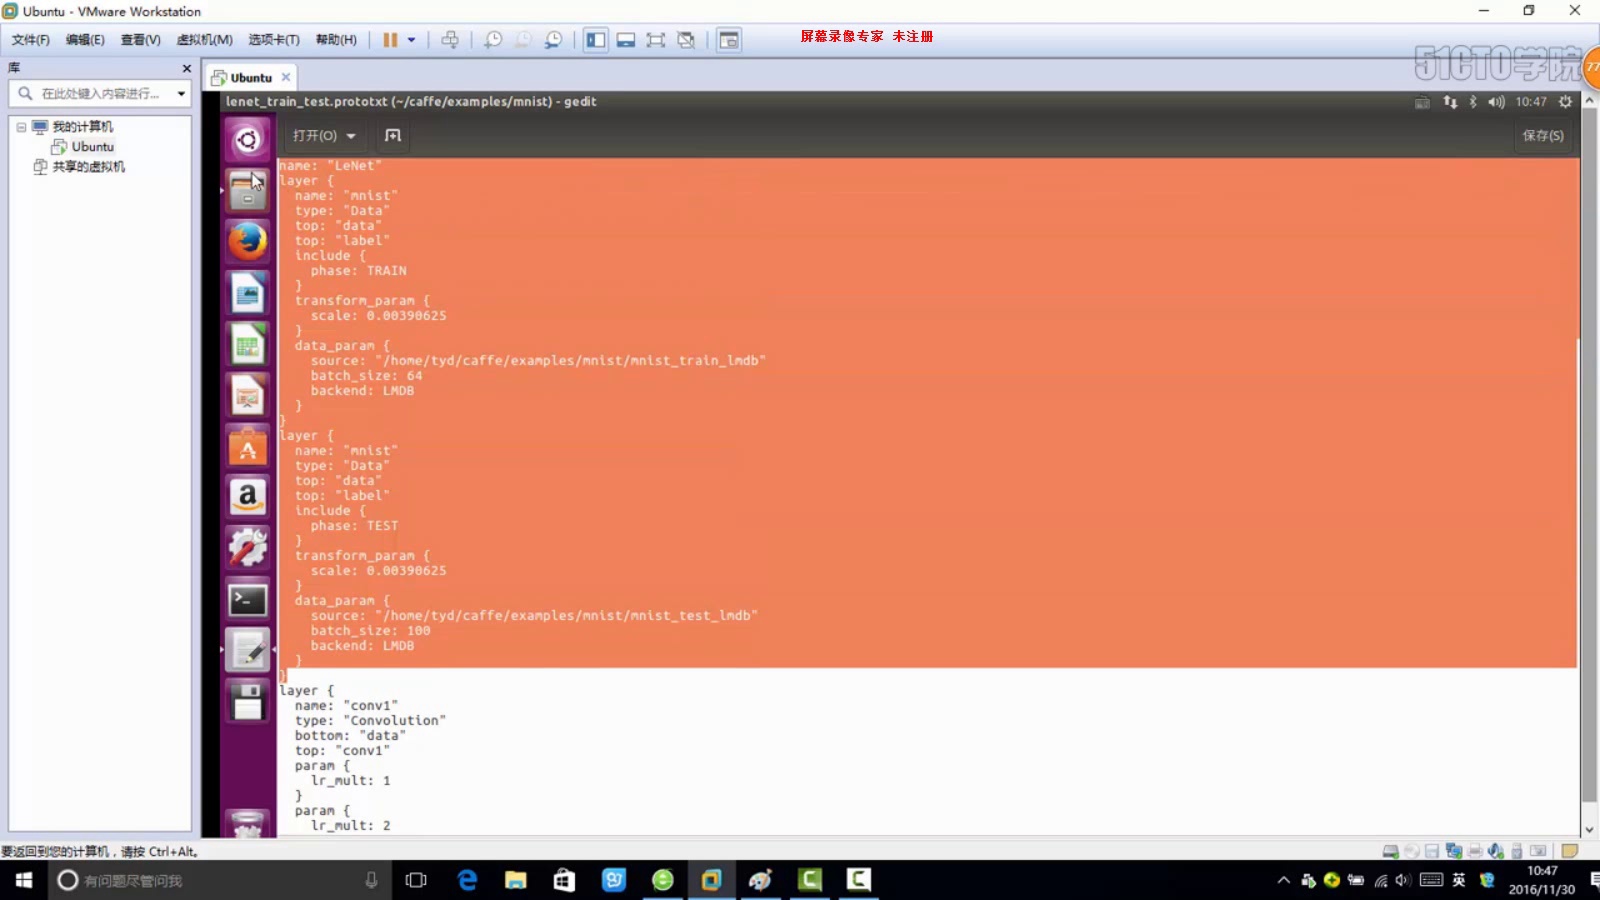 Ubuntu - VMware Workstation
文件(F) 编辑(E) 查看(V) 虚拟机(M) 选项卡(T) 帮助(H)
屏幕录像专家 未注册
51CTO学院
77
库
Ubuntu
在此处键入内容进行...
我的计算机
Ubuntu
共享的虚拟机
lenet_train_test.prototxt (~/caffe/examples/mnist) - gedit
10:47
打开(O)
保存(S)
name: "LeNet"
layer {
name: "mnist"
type: "Data"
top: "data"
top: "label"
include {
phase: TRAIN
}
transform_param {
scale: 0.00390625
}
data_param {
source: "/home/tyd/caffe/examples/mnist/mnist_train_lmdb"
batch_size: 64
backend: LMDB
}
}
layer {
name: "mnist"
type: "Data"
top: "data"
top: "label"
include {
phase: TEST
}
transform_param {
scale: 0.00390625
}
data_param {
source: "/home/tyd/caffe/examples/mnist/mnist_test_lmdb"
batch_size: 100
backend: LMDB
}
}
layer {
name: "conv1"
type: "Convolution"
bottom: "data"
top: "conv1"
param {
lr_mult: 1
}
param {
lr_mult: 2
要返回到您的计算机，请按 Ctrl+Alt。
有问题尽管问我
英
10:47
2016/11/30